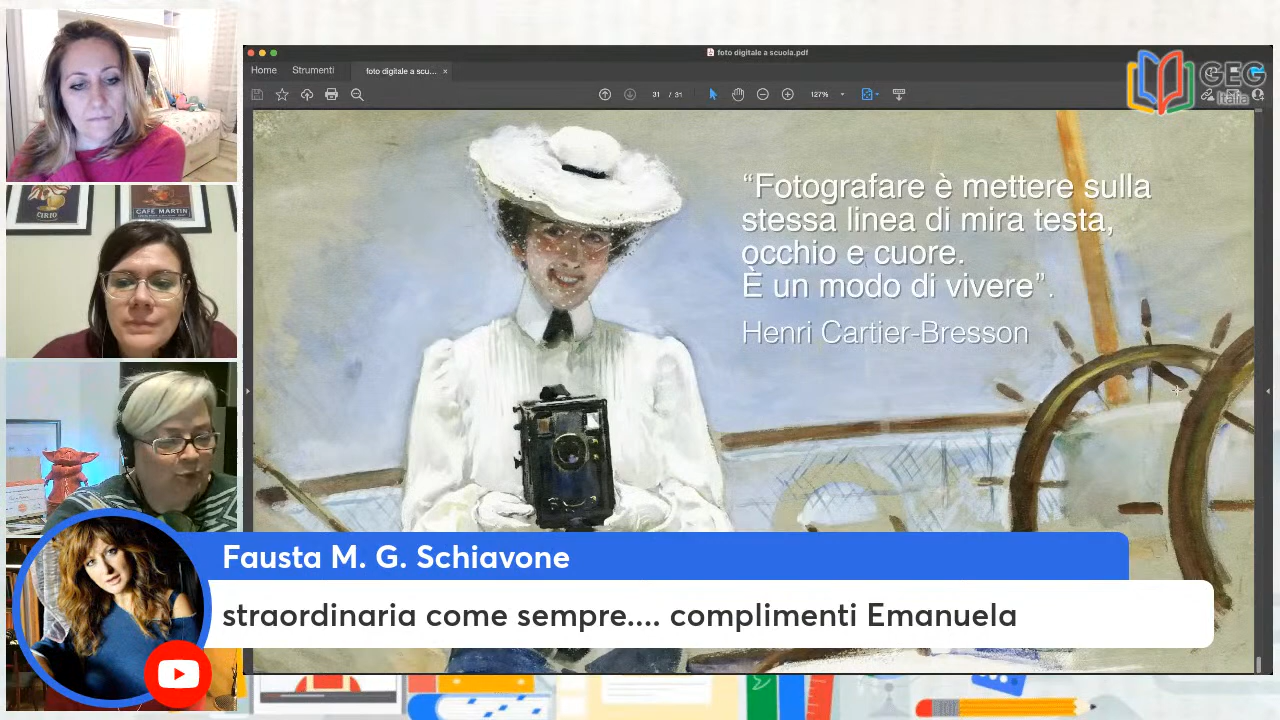 CIRIO
CAFÉ MARTIN
foto digitale a scuola.pdf
Home
Strumenti
foto digitale a scu...
31 / 31
127%
GEG
Italia
“Fotografare è mettere sulla
stessa linea di mira testa,
occhio e cuore.
È un modo di vivere”.
Henri Cartier-Bresson
Fausta M. G. Schiavone
straordinaria come sempre.... complimenti Emanuela